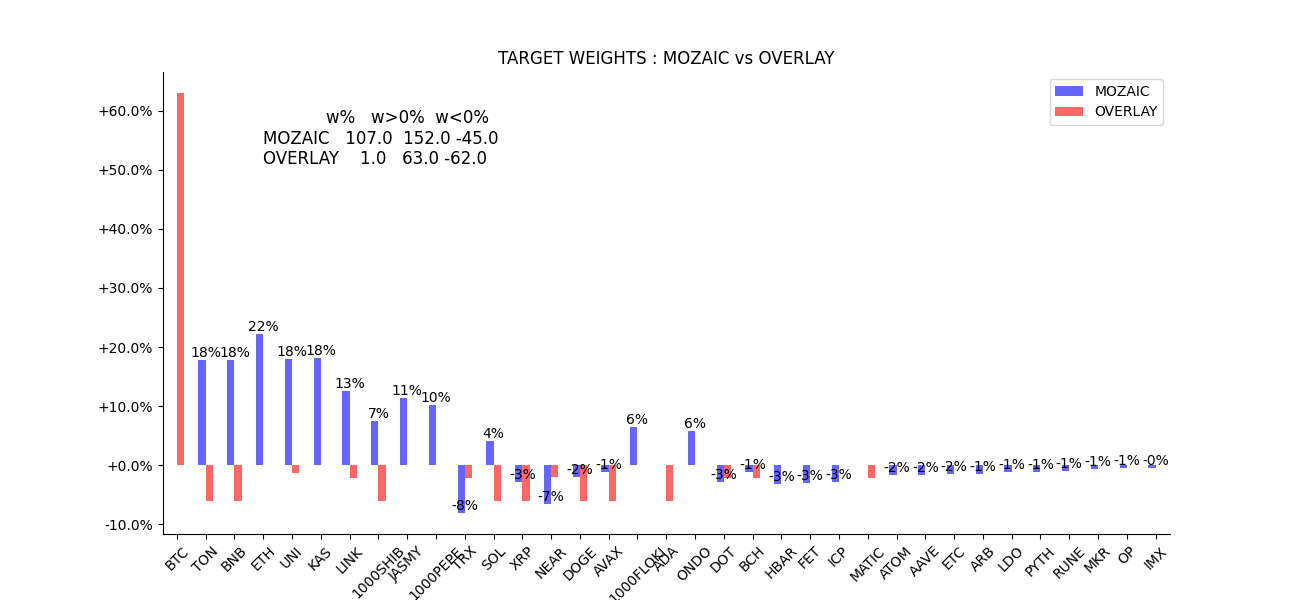 TARGET WEIGHTS : MOZAIC vs OVERLAY
MOZAIC
OVERLAY
w% w>0% w<0%
MOZAIC 107.0 152.0 -45.0
OVERLAY 1.0 63.0 -62.0
+60.0%
+50.0%
+40.0%
+30.0%
+20.0%
+10.0%
+0.0%
-10.0%
18% 18% 22% 18% 18% 13% 7% 11% 10% -8% 4% -3% -7% -2% -1% 6% 6% -3% -1% -3% -3% -3% -2% -2% -2% -1% -1% -1% -1% -1% -1% -0%
BTC TON BNB ETH UNI KAS LINK 1000SHIB JASMY 1000PEPE TRX SOL XRP NEAR DOGE AVAX 1000FLOKI ADA ONDO DOT BCH HBAR FET ICP MATIC ATOM AAVE ETC ARB LDO PYTH RUNE MKR OP IMX